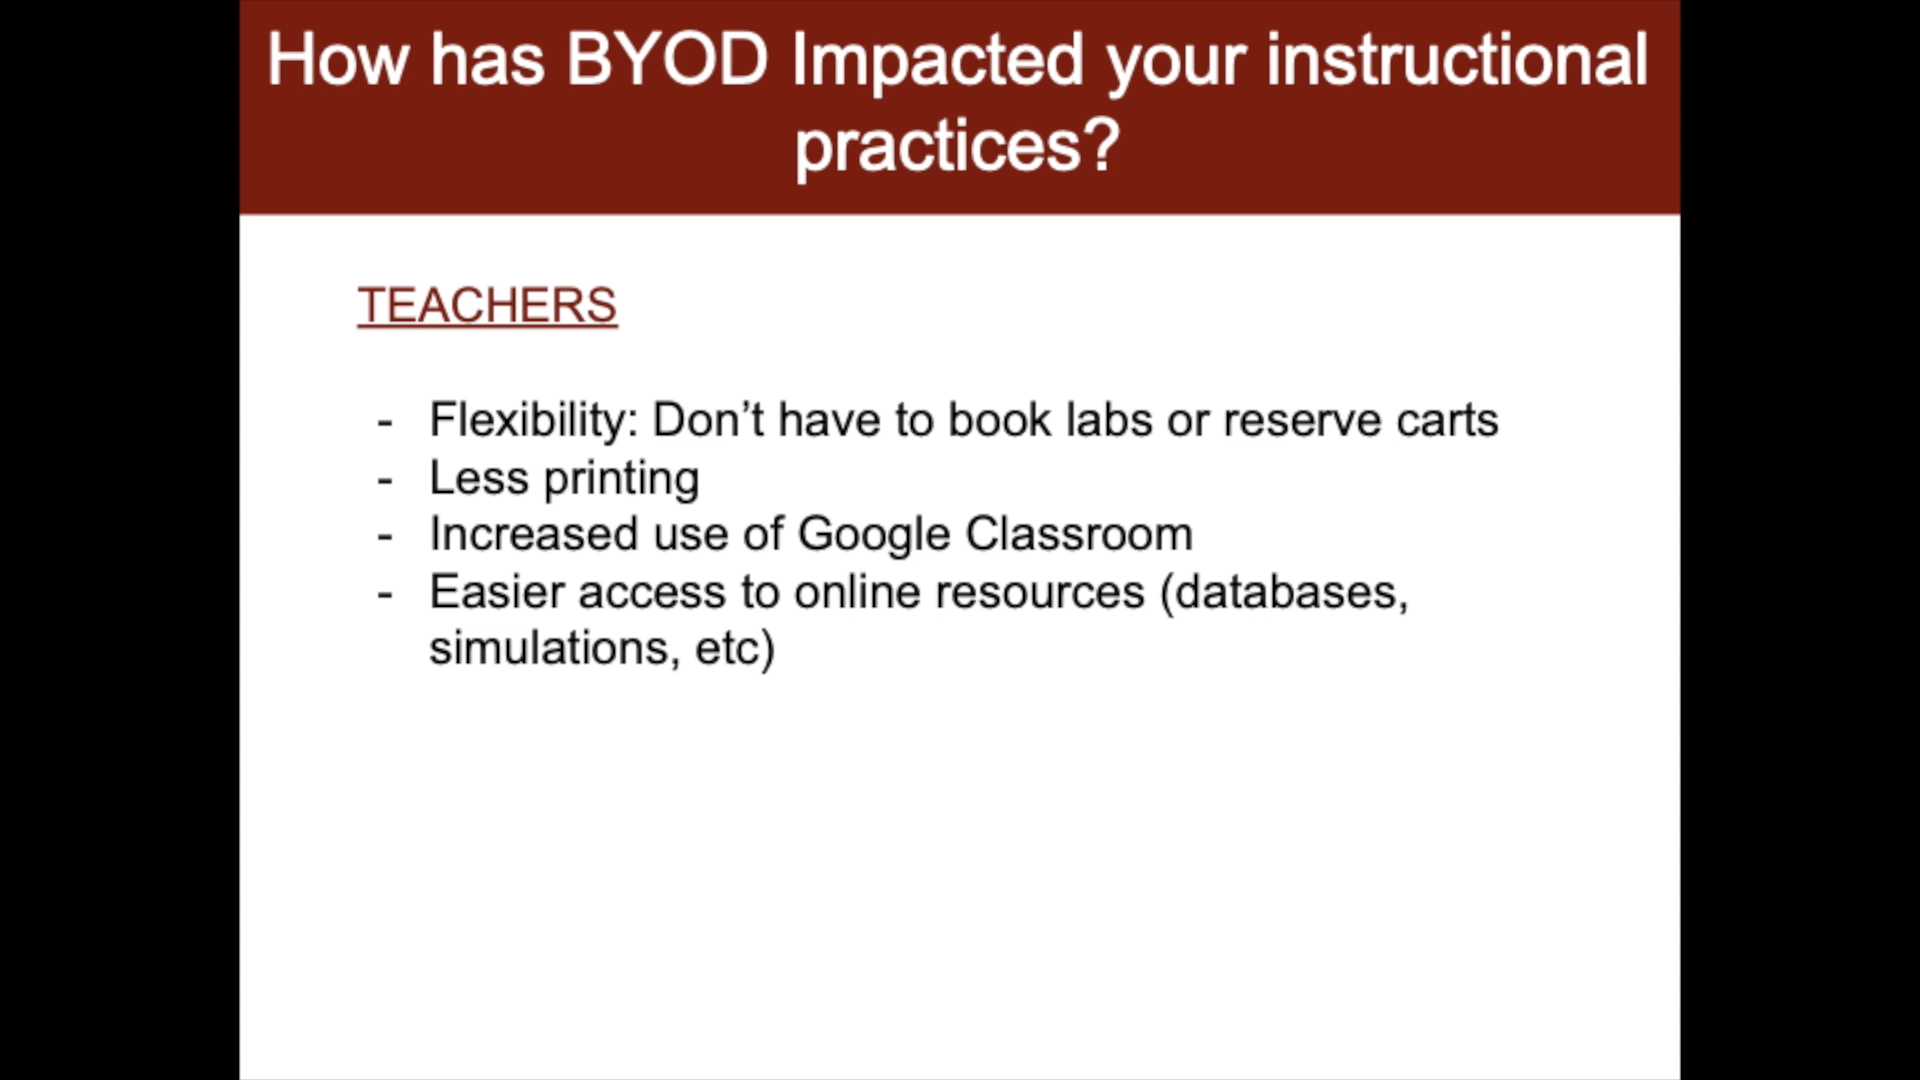 How has BYOD Impacted your instructional
practices?
TEACHERS
- Flexibility: Don’t have to book labs or reserve carts
- Less printing
- Increased use of Google Classroom
- Easier access to online resources (databases,
simulations, etc)